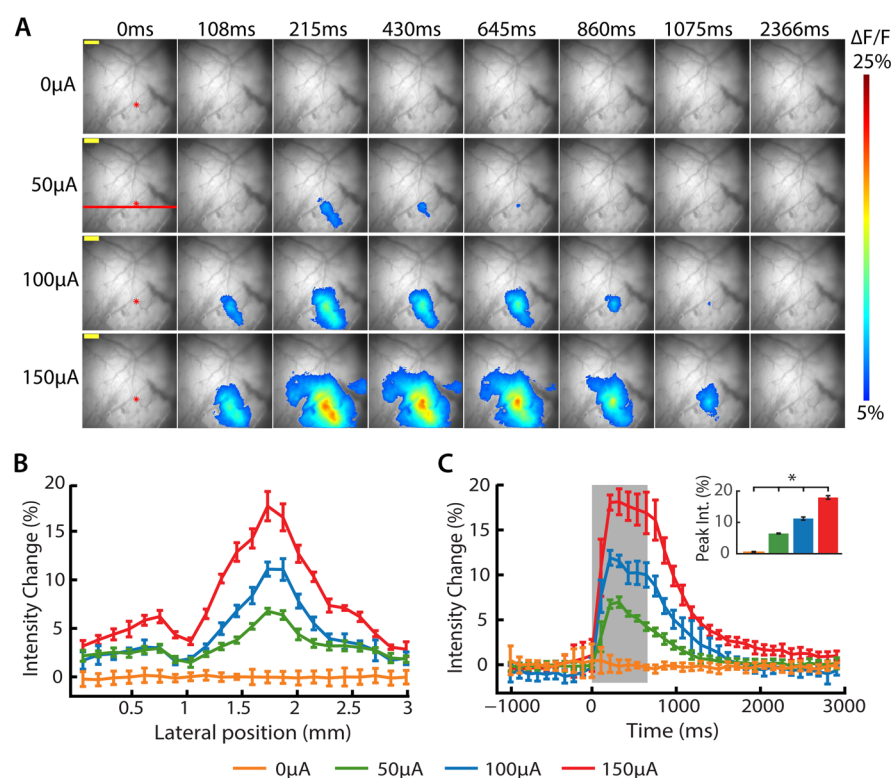 A
0ms 108ms 215ms 430ms 645ms 860ms 1075ms 2366ms
ΔF/F
25%
0μA
50μA
100μA
150μA
5%
B
Intensity Change (%)
20
15
10
5
0
0.5 1 1.5 2 2.5 3
Lateral position (mm)
C
Intensity Change (%)
20
15
10
5
0
−1000 0 1000 2000 3000
Time (ms)
Peak Int. (%)
20
10
0
*
0μA 50μA 100μA 150μA